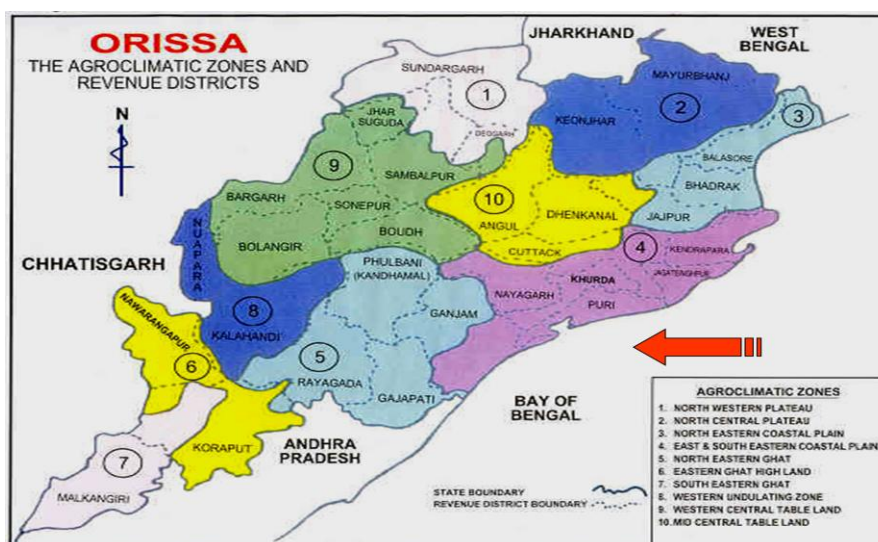 ORISSA
THE AGROCLIMATIC ZONES AND
REVENUE DISTRICTS
N
JHARKHAND
WEST
BENGAL
SUNDARGARH
1
DEOGARH
MAYURBHANJ
KEONJHAR
2
3
BALASORE
BHADRAK
JAJPUR
JHAR
SUGUDA
9
SAMBALPUR
BARGARH
SONEPUR
BOLANGIR
BOUDH
10
ANGUL
DHENKANAL
CUTTACK
4
KENDRAPARA
JAGATSINGHPUR
KHURDA
NAYAGARH
PURI
NUAPARA
CHHATISGARH
PHULBANI
(KANDHAMAL)
GANJAM
8
KALAHANDI
5
RAYAGADA
GAJAPATI
NAWARANGAPUR
6
KORAPUT
7
MALKANGIRI
ANDHRA
PRADESH
BAY OF
BENGAL
STATE BOUNDARY
REVENUE DISTRICT BOUNDARY
AGROCLIMATIC ZONES
1. NORTH WESTERN PLATEAU
2. NORTH CENTRAL PLATEAU
3. NORTH EASTERN COASTAL PLAIN
4. EAST & SOUTH EASTERN COASTAL PLAIN
5. NORTH EASTERN GHAT
6. EASTERN GHAT HIGH LAND
7. SOUTH EASTERN GHAT
8. WESTERN UNDULATING ZONE
9. WESTERN CENTRAL TABLE LAND
10. MID CENTRAL TABLE LAND